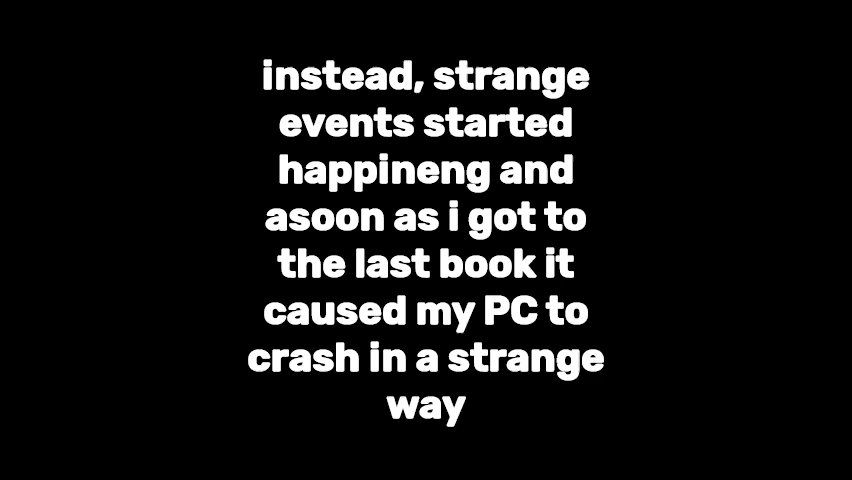 instead, strange
events started
happineng and
asoon as i got to
the last book it
caused my PC to
crash in a strange
way